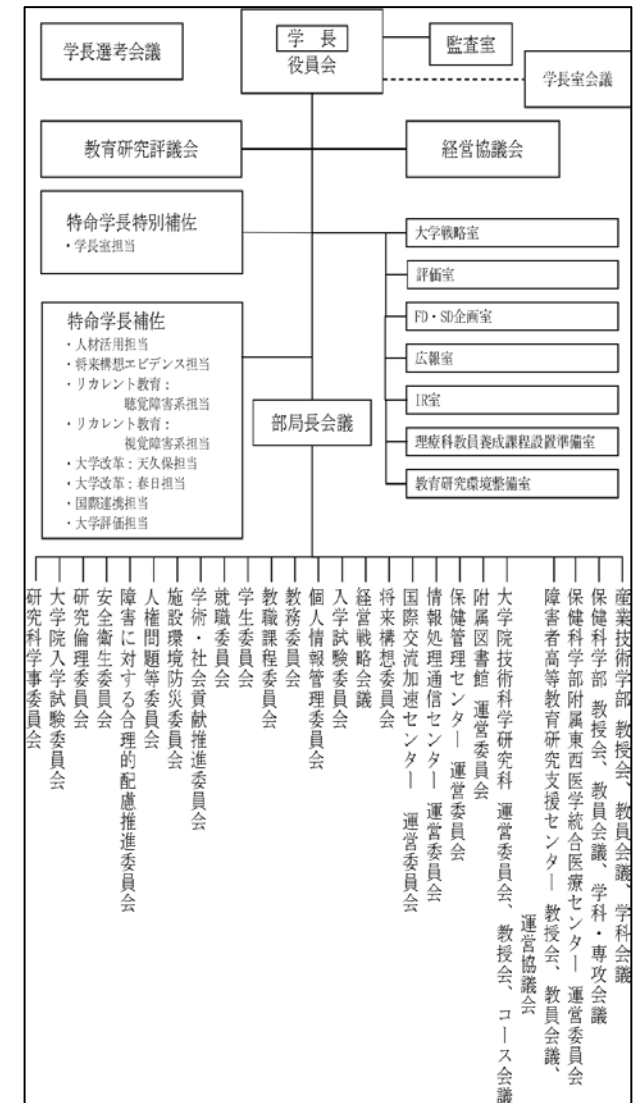 学長選考会議
学 長
役員会
監査室
学長室会議
教育研究評議会
経営協議会
特命学長特別補佐
・学長室担当
特命学長補佐
・人材活用担当
・将来構想エビデンス担当
・リカレント教育：
聴覚障害系担当
・リカレント教育：
視覚障害系担当
・大学改革：天久保担当
・大学改革：春日担当
・国際連携担当
・大学評価担当
部局長会議
大学戦略室
評価室
FD・SD企画室
広報室
IR室
理療科教員養成課程設置準備室
教育研究環境整備室
産業技術学部 教授会、教員会議、学科会議
保健科学部 教授会、教員会議、学科・専攻会議
保健科学部附属東西医学統合医療センター 運営委員会
障害者高等教育研究支援センター 教授会、教員会議、
運営協議会
大学院技術科学研究科 運営委員会、教授会、コース会議
附属図書館 運営委員会
保健管理センター 運営委員会
情報処理通信センター 運営委員会
国際交流加速センター 運営委員会
将来構想委員会
経営戦略会議
入学試験委員会
個人情報管理委員会
教務委員会
教職課程委員会
学生委員会
就職委員会
学術・社会貢献推進委員会
施設環境防災委員会
人権問題等委員会
障害に対する合理的配慮推進委員会
安全衛生委員会
研究倫理委員会
大学院入学試験委員会
研究科学事委員会